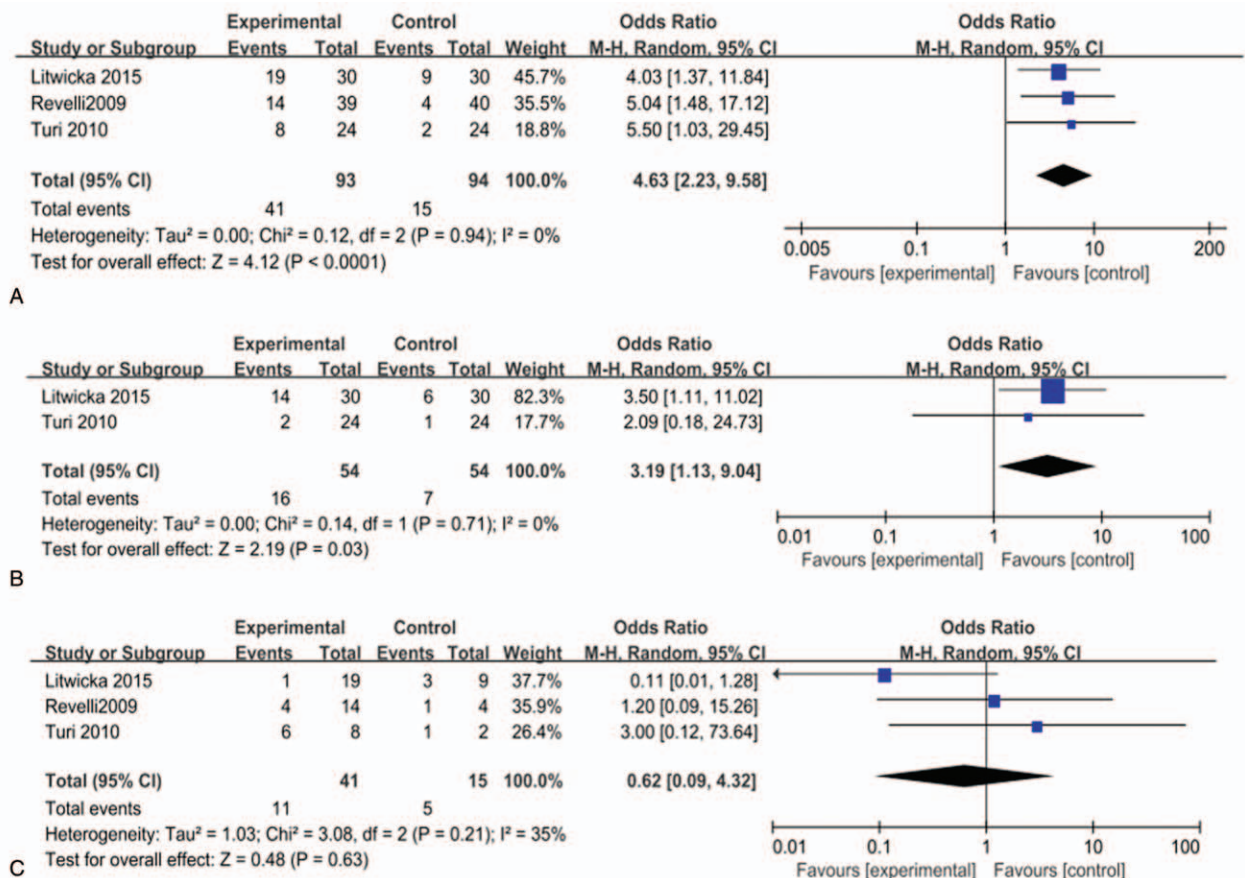 Experimental Control Odds Ratio Odds Ratio
Study or Subgroup Events Total Events Total Weight M-H, Random, 95% CI M-H, Random, 95% CI
Litwicka 2015 19 30 9 30 45.7% 4.03 [1.37, 11.84]
Revelli2009 14 39 4 40 35.5% 5.04 [1.48, 17.12]
Turi 2010 8 24 2 24 18.8% 5.50 [1.03, 29.45]
Total (95% CI) 93 94 100.0% 4.63 [2.23, 9.58]
Total events 41 15
Heterogeneity: Tau² = 0.00; Chi² = 0.12, df = 2 (P = 0.94); I² = 0%
Test for overall effect: Z = 4.12 (P < 0.0001)
0.005 0.1 1 10 200
Favours [experimental] Favours [control]
A
Experimental Control Odds Ratio Odds Ratio
Study or Subgroup Events Total Events Total Weight M-H, Random, 95% CI M-H, Random, 95% CI
Litwicka 2015 14 30 6 30 82.3% 3.50 [1.11, 11.02]
Turi 2010 2 24 1 24 17.7% 2.09 [0.18, 24.73]
Total (95% CI) 54 54 100.0% 3.19 [1.13, 9.04]
Total events 16 7
Heterogeneity: Tau² = 0.00; Chi² = 0.14, df = 1 (P = 0.71); I² = 0%
Test for overall effect: Z = 2.19 (P = 0.03)
0.01 0.1 1 10 100
Favours [experimental] Favours [control]
B
Experimental Control Odds Ratio Odds Ratio
Study or Subgroup Events Total Events Total Weight M-H, Random, 95% CI M-H, Random, 95% CI
Litwicka 2015 1 19 3 9 37.7% 0.11 [0.01, 1.28]
Revelli2009 4 14 1 4 35.9% 1.20 [0.09, 15.26]
Turi 2010 6 8 1 2 26.4% 3.00 [0.12, 73.64]
Total (95% CI) 41 15 100.0% 0.62 [0.09, 4.32]
Total events 11 5
Heterogeneity: Tau² = 1.03; Chi² = 3.08, df = 2 (P = 0.21); I² = 35%
Test for overall effect: Z = 0.48 (P = 0.63)
0.01 0.1 1 10 100
Favours [experimental] Favours [control]
C